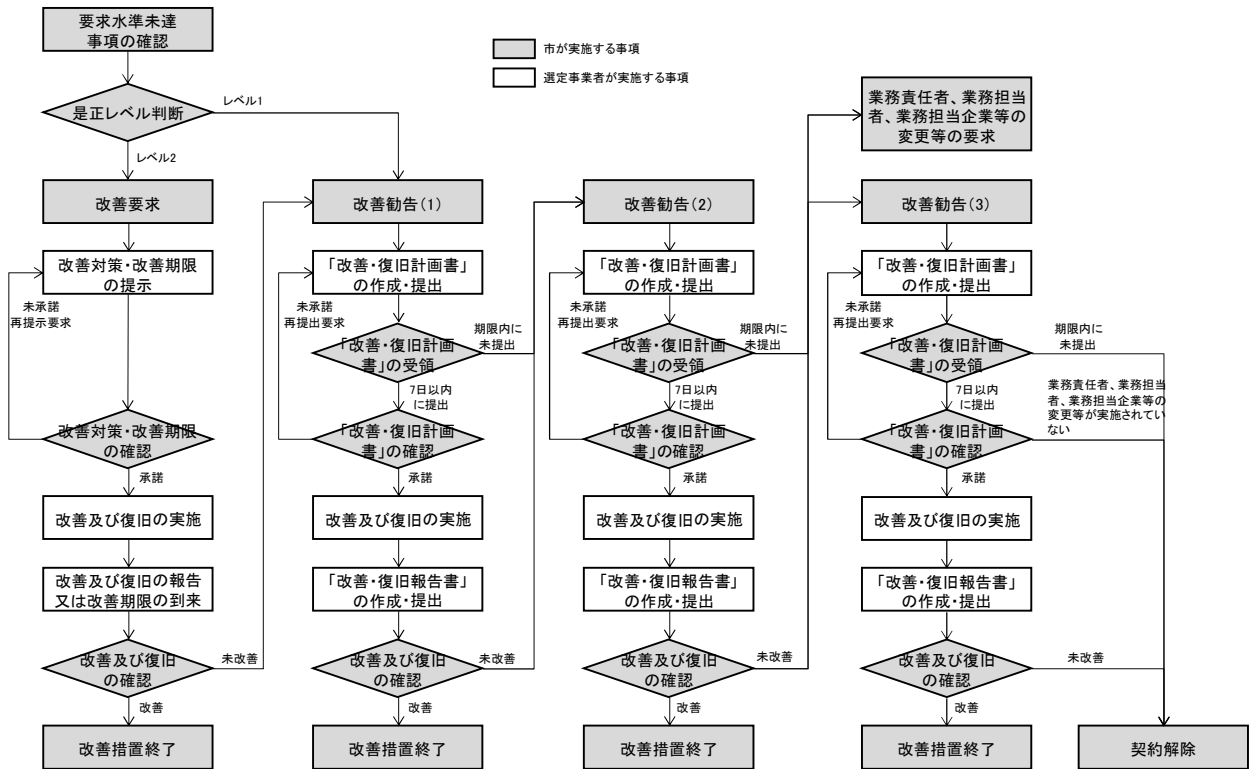 要求水準未達
事項の確認
市が実施する事項
選定事業者が実施する事項
是正レベル判断
レベル1
レベル2
業務責任者、業務担当
者、業務担当企業等の
変更等の要求
改善要求
改善対策・改善期限
の提示
未承諾
再提示要求
改善対策・改善期限
の確認
承諾
改善及び復旧の実施
改善及び復旧の報告
又は改善期限の到来
改善及び復旧
の確認
未改善
改善
改善措置終了
改善勧告(1)
「改善・復旧計画書」
の作成・提出
未承諾
再提出要求
「改善・復旧計画
書」の受領
期限内に
未提出
7日以内
に提出
「改善・復旧計画
書」の確認
承諾
改善及び復旧の実施
「改善・復旧報告書」
の作成・提出
改善及び復旧
の確認
未改善
改善
改善措置終了
改善勧告(2)
「改善・復旧計画書」
の作成・提出
未承諾
再提出要求
「改善・復旧計画
書」の受領
期限内に
未提出
7日以内
に提出
「改善・復旧計画
書」の確認
承諾
改善及び復旧の実施
「改善・復旧報告書」
の作成・提出
改善及び復旧
の確認
未改善
改善
改善措置終了
改善勧告(3)
「改善・復旧計画書」
の作成・提出
未承諾
再提出要求
「改善・復旧計画
書」の受領
期限内に
未提出
7日以内
に提出
業務責任者、業務担当
者、業務担当企業等の
変更等が実施されてい
ない
「改善・復旧計画
書」の確認
承諾
改善及び復旧の実施
「改善・復旧報告書」
の作成・提出
改善及び復旧
の確認
未改善
改善
改善措置終了
契約解除